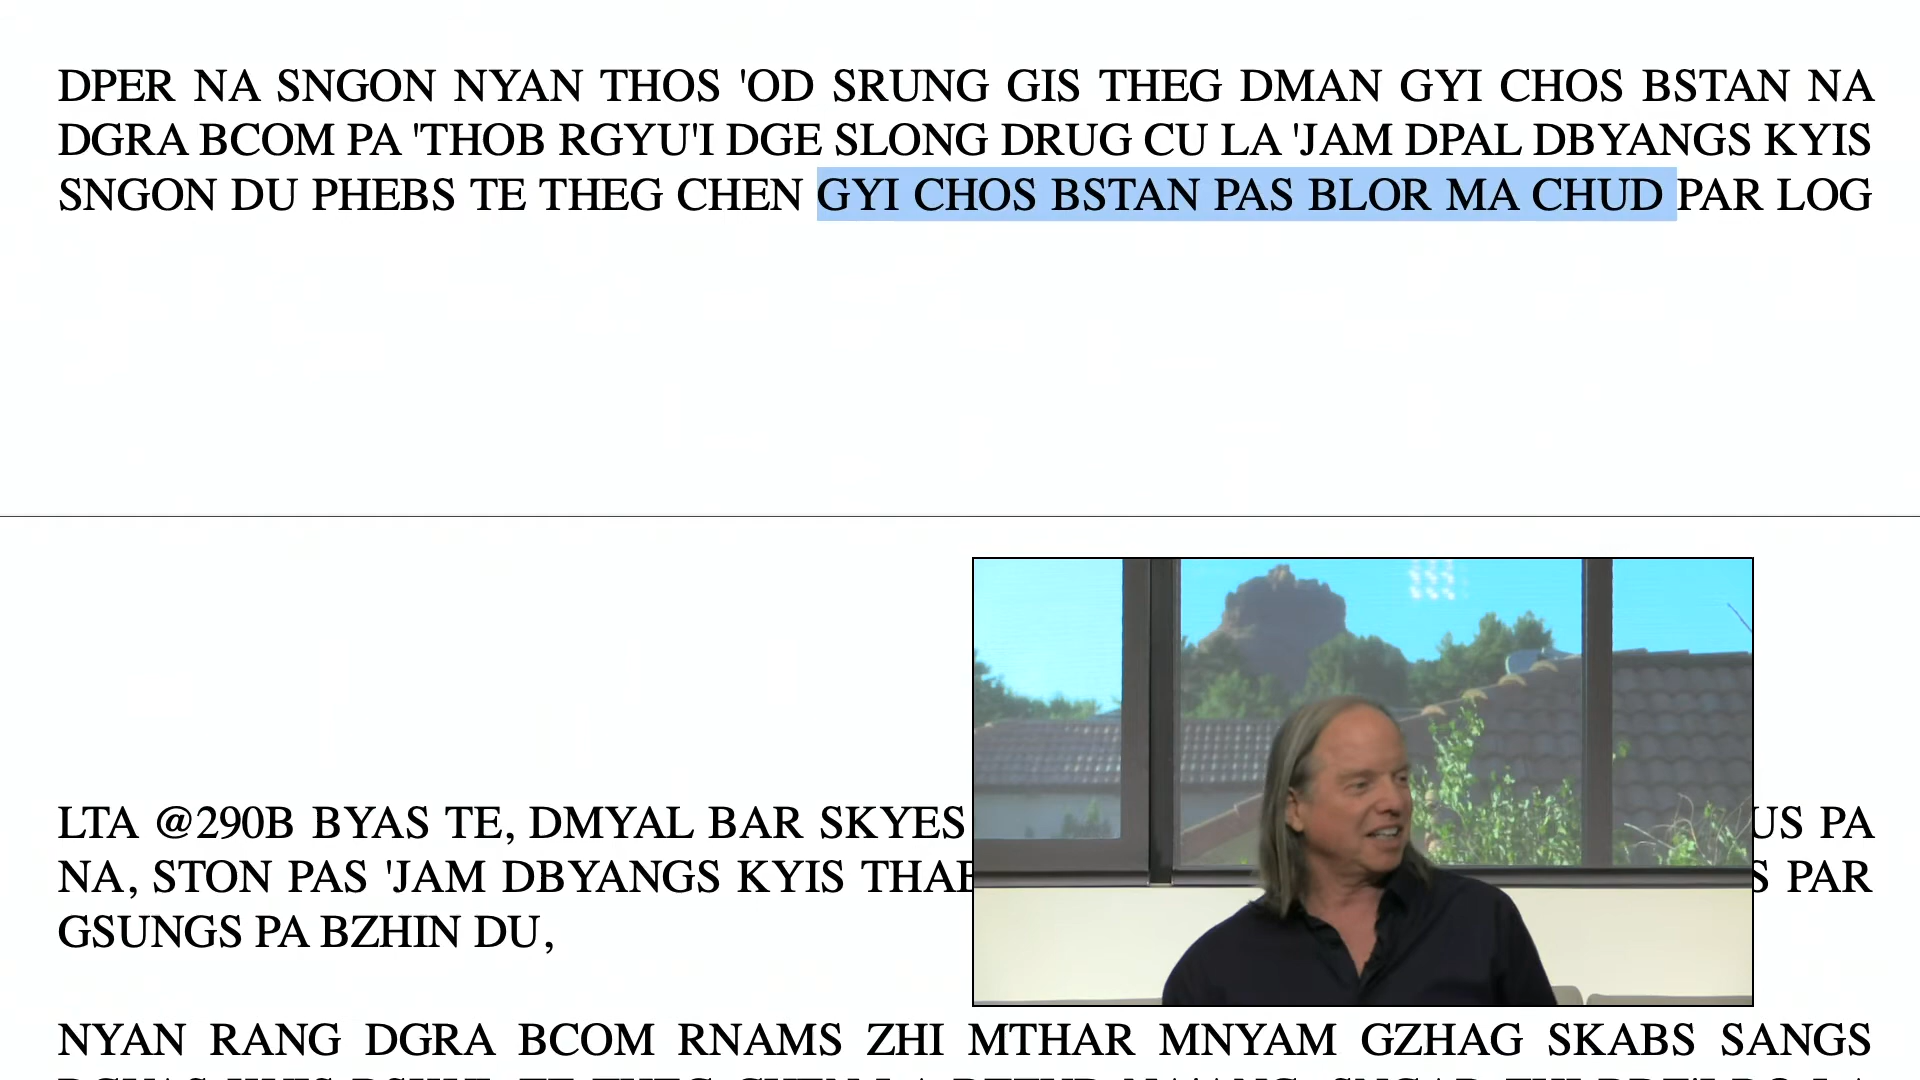 DPER NA SNGON NYAN THOS 'OD SRUNG GIS THEG DMAN GYI CHOS BSTAN NA
DGRA BCOM PA 'THOB RGYU'I DGE SLONG DRUG CU LA 'JAM DPAL DBYANGS KYIS
SNGON DU PHEBS TE THEG CHEN GYI CHOS BSTAN PAS BLOR MA CHUD PAR LOG
LTA @290B BYAS TE, DMYAL BAR SKYES PA
NA, STON PAS 'JAM DBYANGS KYIS PAR
GSUNGS PA BZHIN DU,
NYAN RANG DGRA BCOM RNAMS ZHI MTHAR MNYAM GZHAG SKABS SANGS